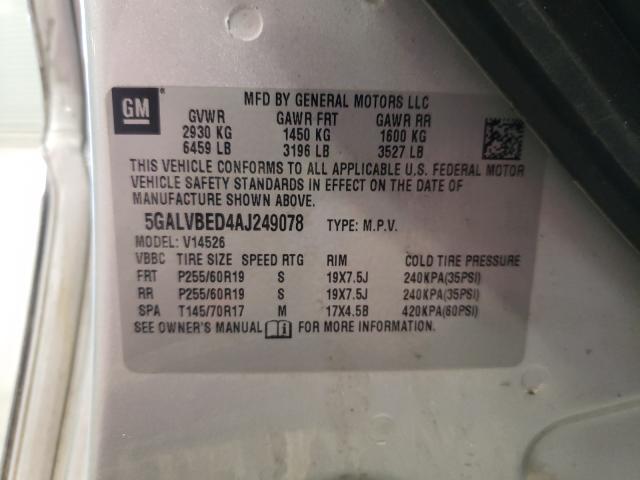 GM
MFD BY GENERAL MOTORS LLC
GVWR GAWR FRT GAWR RR
2930 KG 1450 KG 1600 KG
6459 LB 3196 LB 3527 LB
THIS VEHICLE CONFORMS TO ALL APPLICABLE U.S. FEDERAL MOTOR
VEHICLE SAFETY STANDARDS IN EFFECT ON THE DATE OF
MANUFACTURE SHOWN ABOVE.
5GALVBED4AJ249078 TYPE: M.P.V.
MODEL: V14526
VBBC TIRE SIZE SPEED RTG RIM COLD TIRE PRESSURE
FRT P255/60R19 S 19X7.5J 240KPA(35PSI)
RR P255/60R19 S 19X7.5J 240KPA(35PSI)
SPA T145/70R17 M 17X4.5B 420KPA(60PSI)
SEE OWNER'S MANUAL FOR MORE INFORMATION.